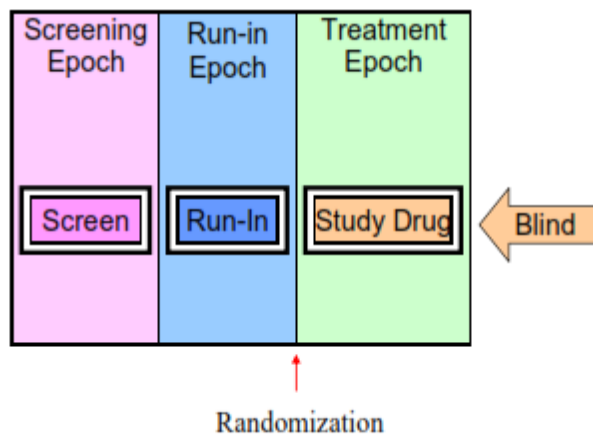 Screening
Epoch
Run-in
Epoch
Treatment
Epoch
Screen
Run-In
Study Drug
Blind
Randomization